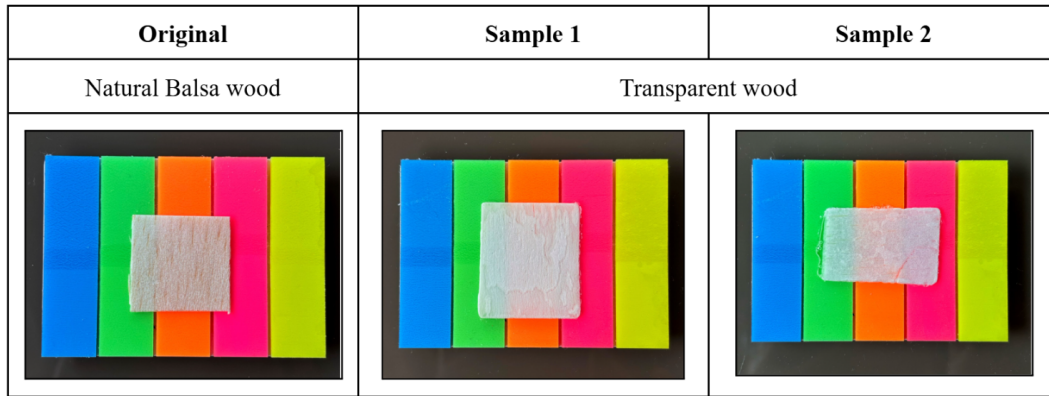 Original
Sample 1
Sample 2
Natural Balsa wood
Transparent wood